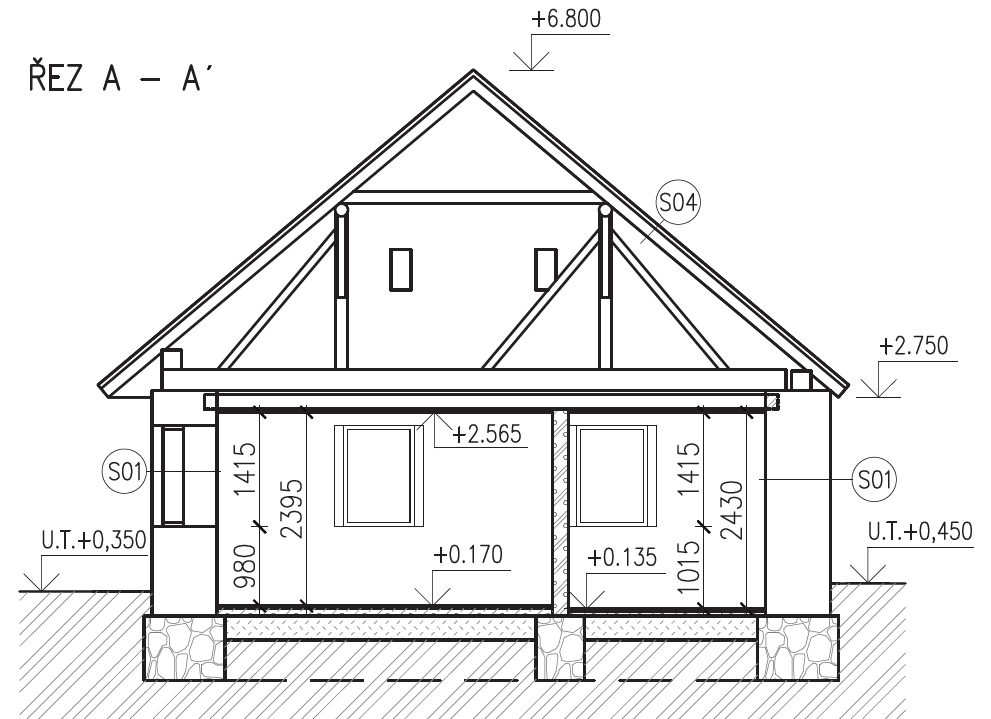 +6.800
ŘEZ A – A´
S04
+2.750
+2.565
S01
1415
2395
1415
2430
S01
U.T.+0,350
U.T.+0,450
980
+0.170
+0.135
1015